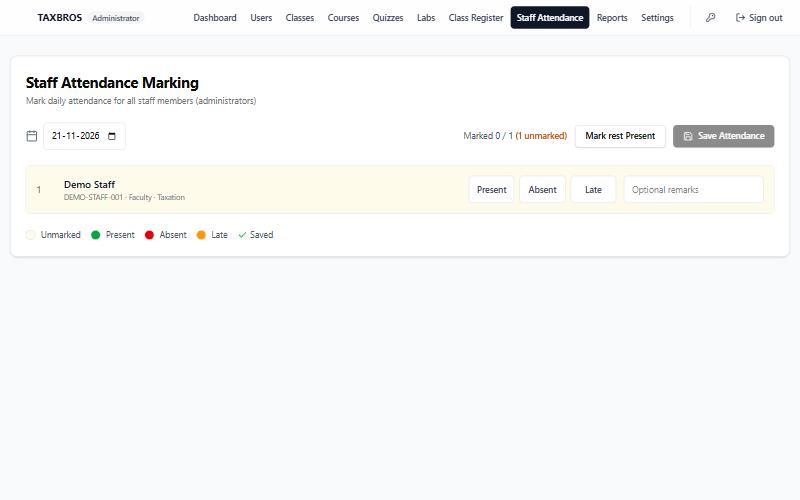 TAXBROS Administrator Dashboard Users Classes Courses Quizzes Labs Class Register Staff Attendance Reports Settings Sign out
Staff Attendance Marking
Mark daily attendance for all staff members (administrators)
21-11-2026 Marked 0 / 1 (1 unmarked) Mark rest Present Save Attendance
1 Demo Staff Present Absent Late Optional remarks
DEMO-STAFF-001 · Faculty · Taxation
Unmarked Present Absent Late Saved